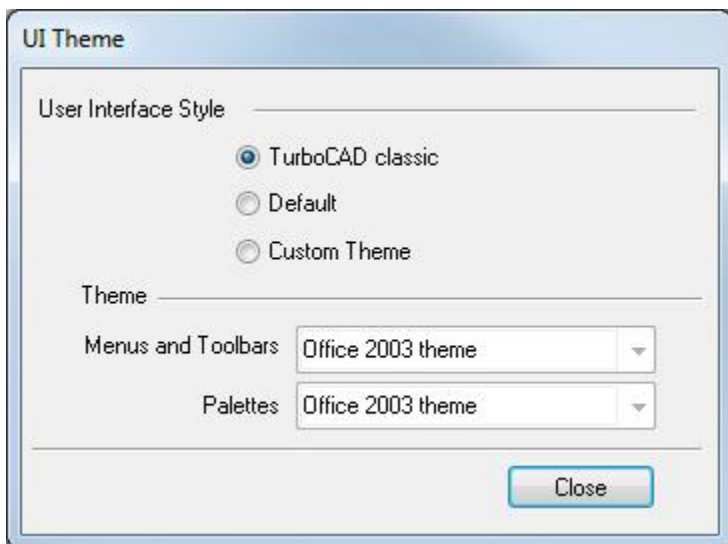 UI Theme
User Interface Style
TurboCAD classic
Default
Custom Theme
Theme
Menus and Toolbars Office 2003 theme
Palettes Office 2003 theme
Close